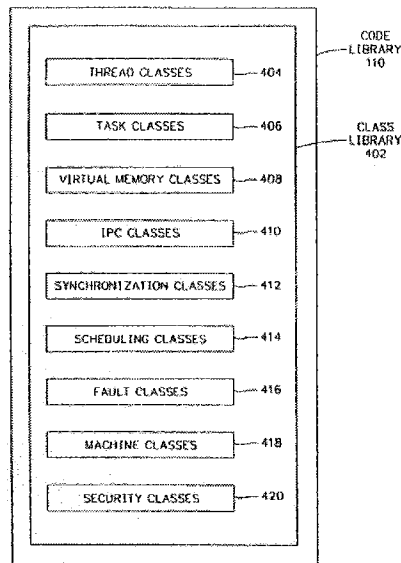 CODE
LIBRARY
110
THREAD CLASSES 404
CLASS
LIBRARY
402
TASK CLASSES 406
VIRTUAL MEMORY CLASSES 408
IPC CLASSES 410
SYNCHRONIZATION CLASSES 412
SCHEDULING CLASSES 414
FAULT CLASSES 416
MACHINE CLASSES 418
SECURITY CLASSES 420